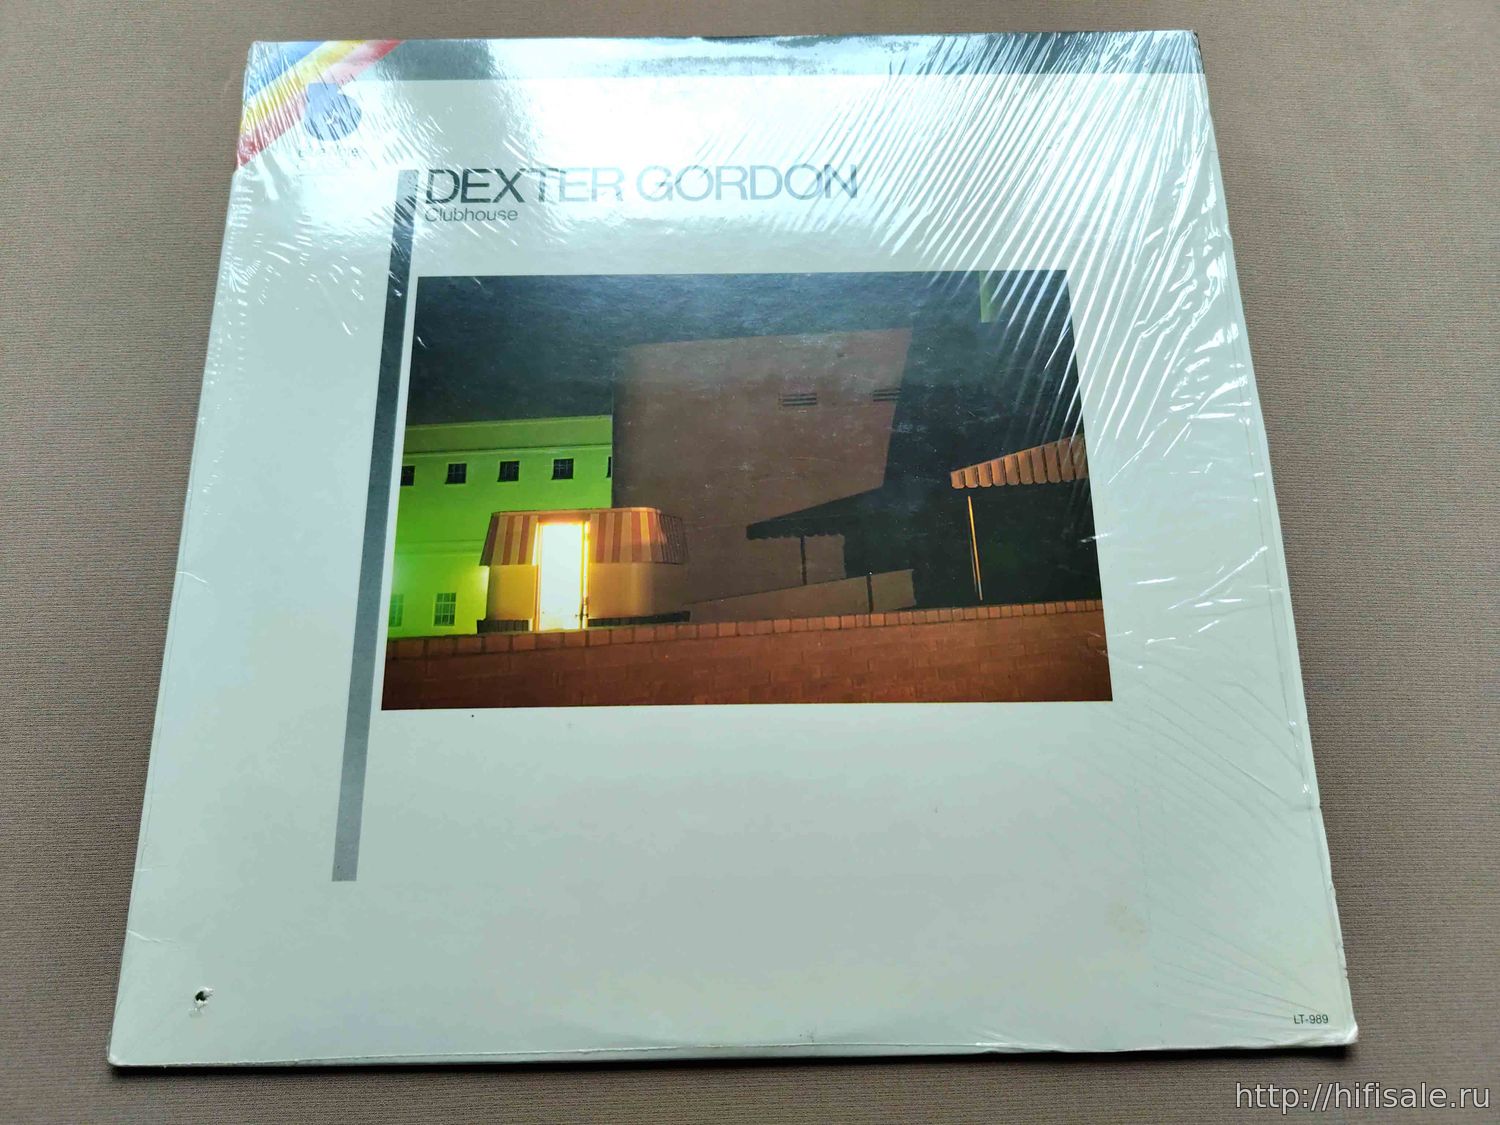 DEXTER GORDON
Clubhouse
LT-989
http://hifisale.ru